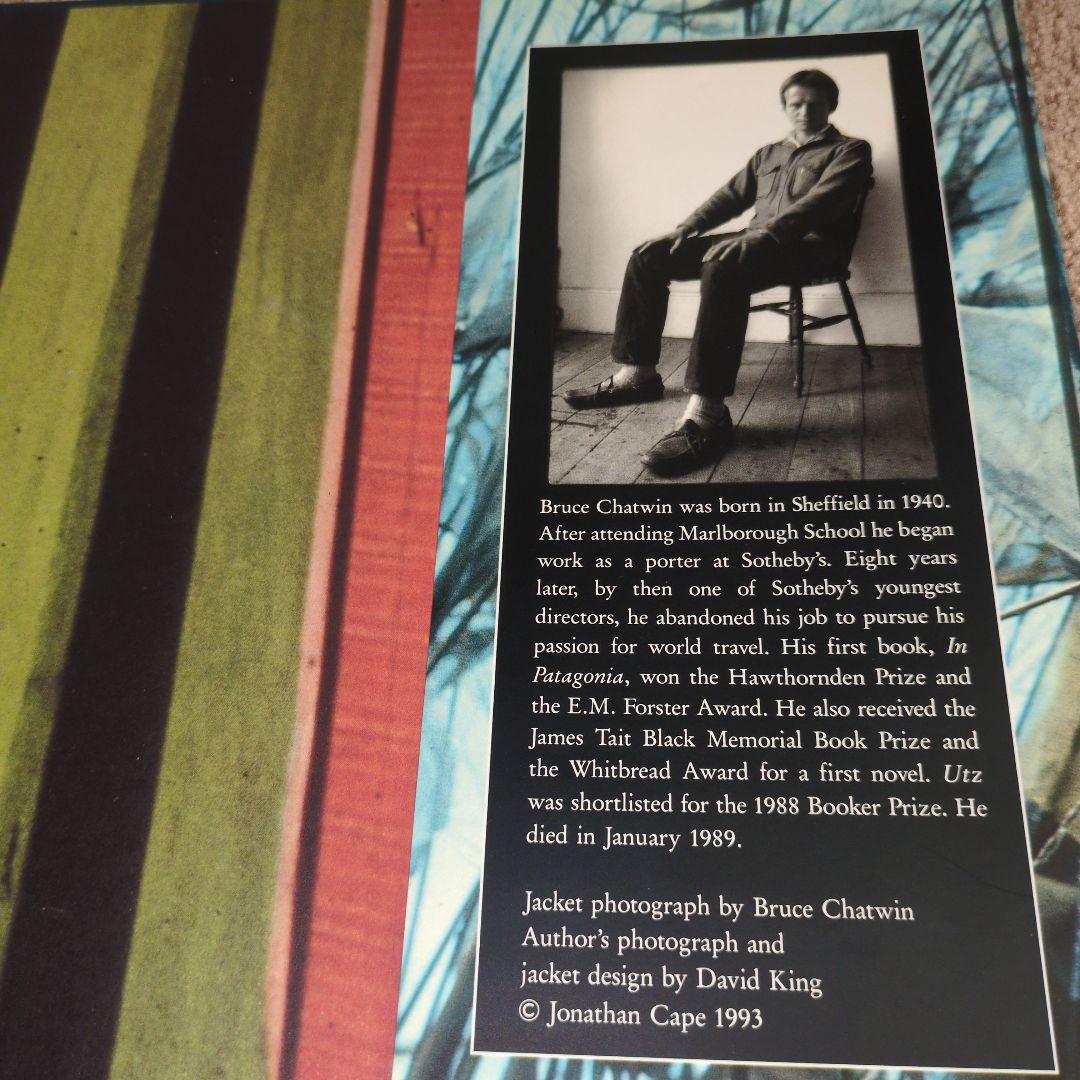 Bruce Chatwin was born in Sheffield in 1940.
After attending Marlborough School he began
work as a porter at Sotheby's. Eight years
later, by then one of Sotheby's youngest
directors, he abandoned his job to pursue his
passion for world travel. His first book, In
Patagonia, won the Hawthornden Prize and
the E.M. Forster Award. He also received the
James Tait Black Memorial Book Prize and
the Whitbread Award for a first novel. Utz
was shortlisted for the 1988 Booker Prize. He
died in January 1989.
Jacket photograph by Bruce Chatwin
Author's photograph and
jacket design by David King
© Jonathan Cape 1993